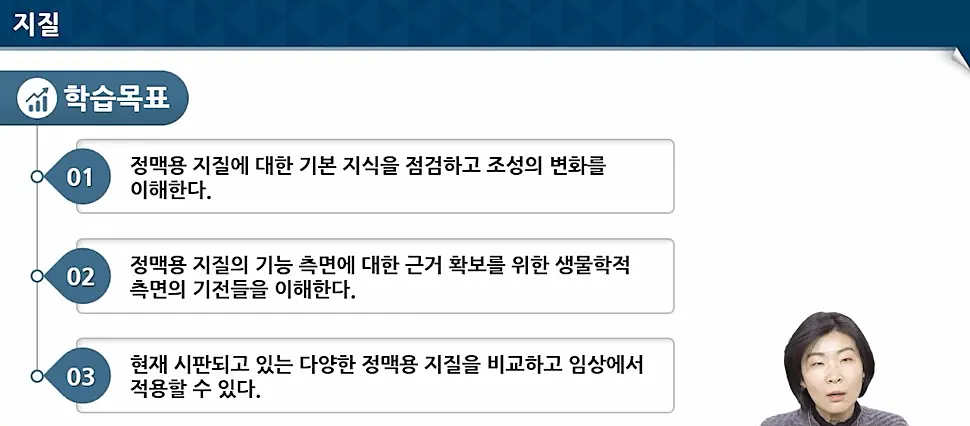 지질
학습목표
01
정맥용 지질에 대한 기본 지식을 점검하고 조성의 변화를
이해한다.
02
정맥용 지질의 기능 측면에 대한 근거 확보를 위한 생물학적
측면의 기전들을 이해한다.
03
현재 시판되고 있는 다양한 정맥용 지질을 비교하고 임상에서
적용할 수 있다.